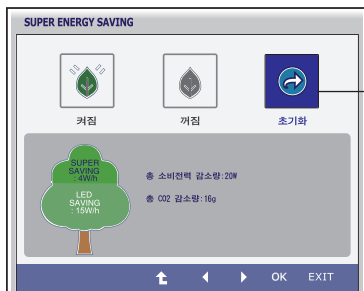 SUPER ENERGY SAVING
켜짐
꺼짐
초기화
SUPER
SAVING
: 4W/h
LED
SAVING
: 15W/h
총 소비전력 감소량:20W
총 CO2 감소량:16g
OK
EXIT